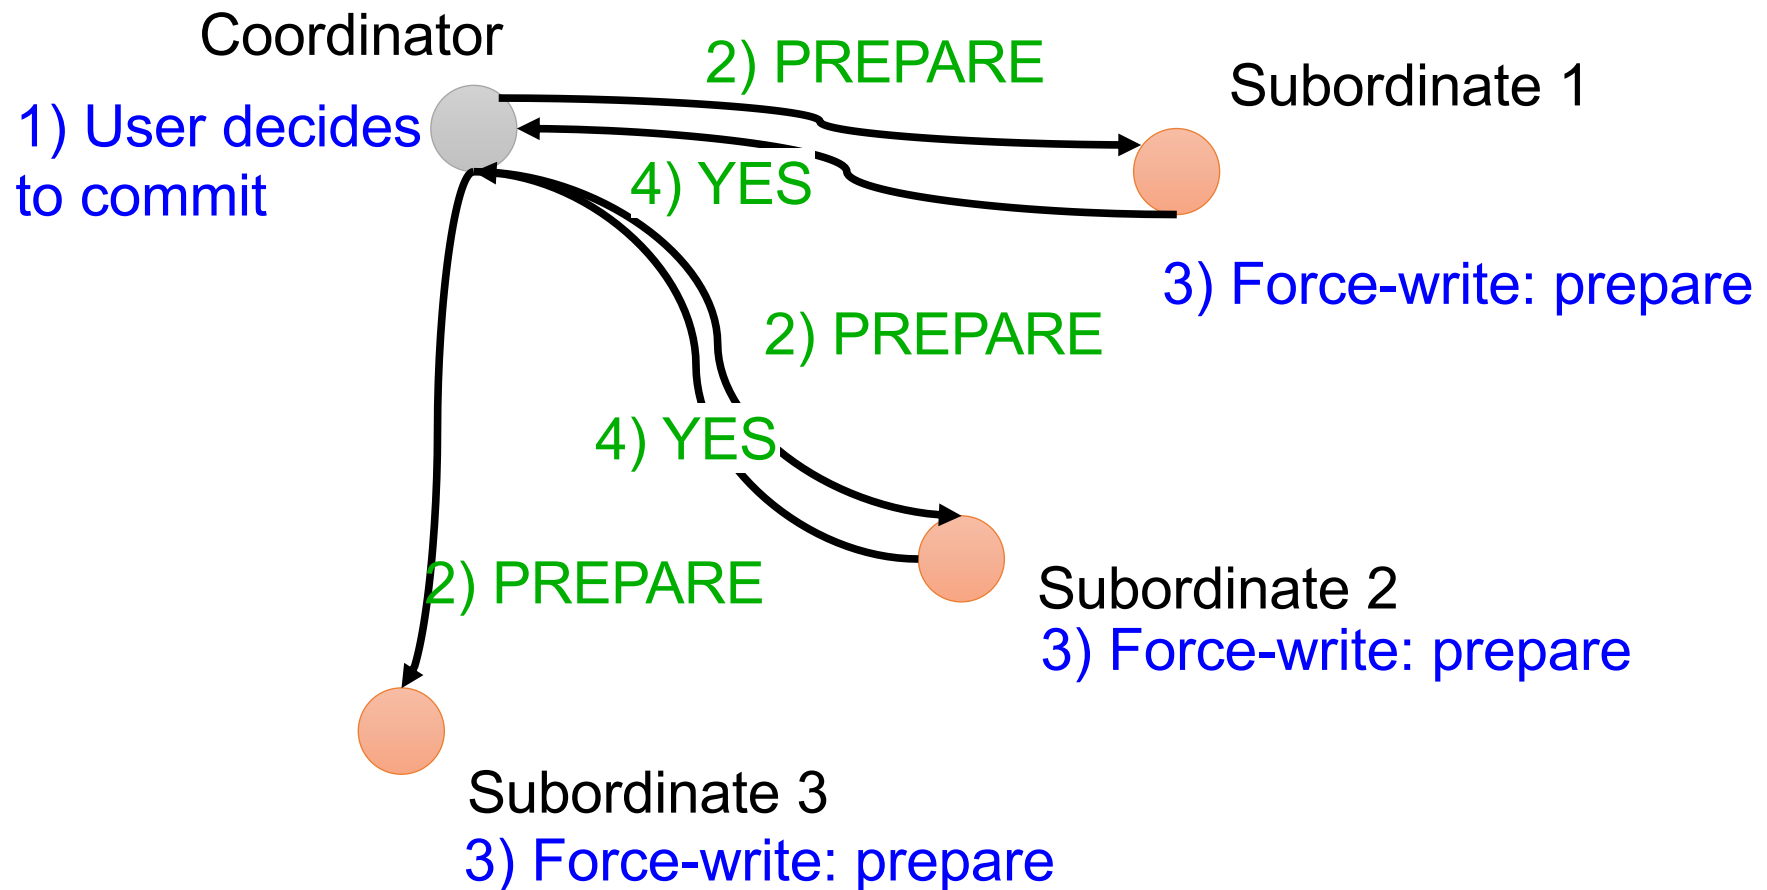 Coordinator
2) PREPARE
Subordinate 1
1) User decides
to commit
4) YES
3) Force-write: prepare
2) PREPARE
4) YES
2) PREPARE
Subordinate 2
3) Force-write: prepare
Subordinate 3
3) Force-write: prepare